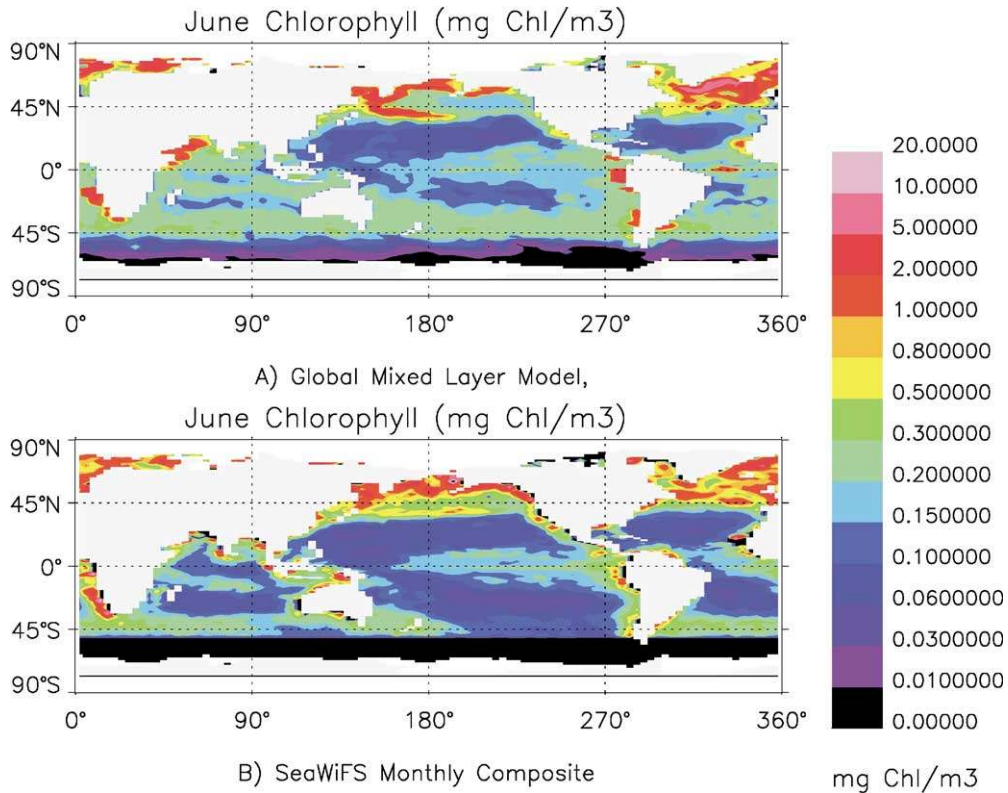 June Chlorophyll (mg Chl/m3)
90°N
45°N
0°
45°S
90°S
0° 90° 180° 270° 360°
A) Global Mixed Layer Model,
June Chlorophyll (mg Chl/m3)
90°N
45°N
0°
45°S
90°S
0° 90° 180° 270° 360°
B) SeaWiFS Monthly Composite
20.0000
10.0000
5.00000
2.00000
1.00000
0.800000
0.500000
0.300000
0.200000
0.150000
0.100000
0.0600000
0.0300000
0.0100000
0.00000
mg Chl/m3